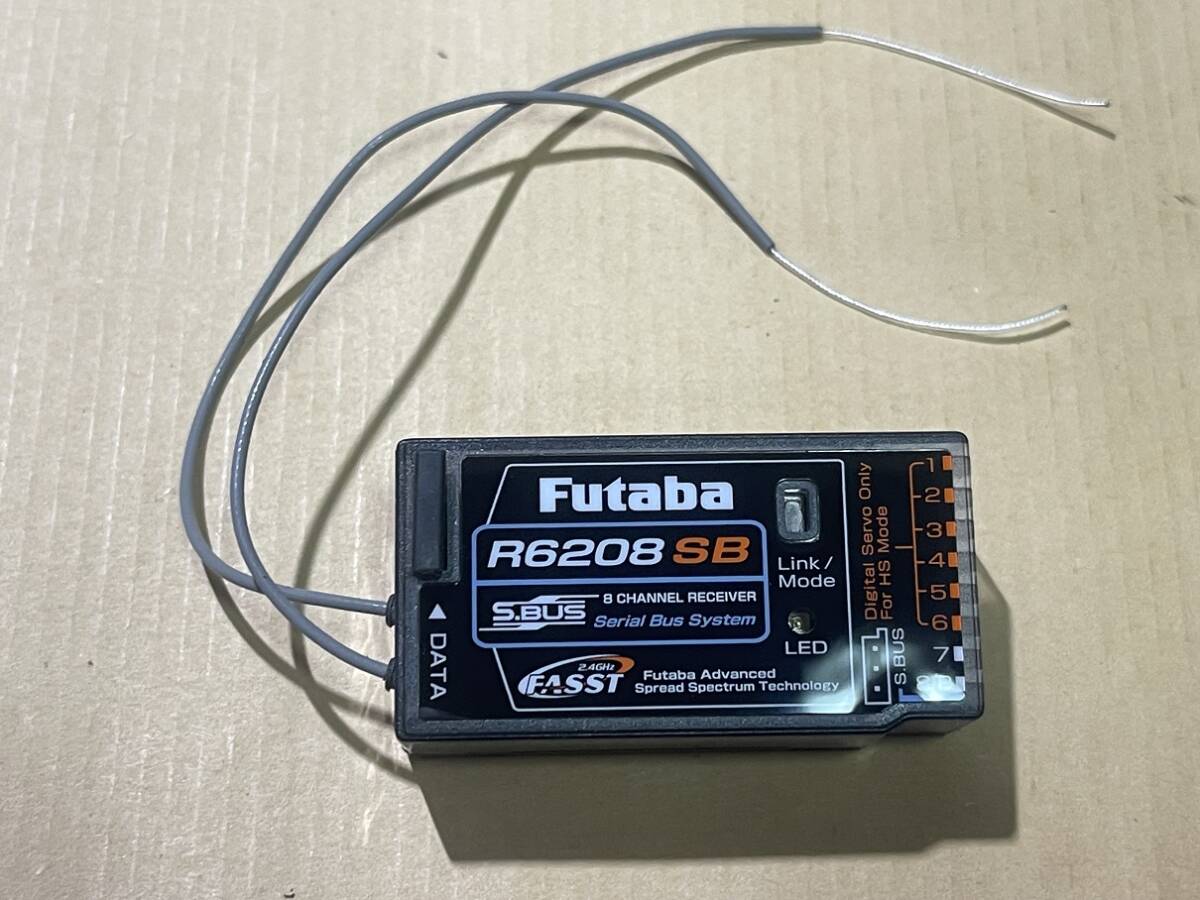 Futaba
R6208 SB
S.BUS
8 CHANNEL RECEIVER
Serial Bus System
2.4GHz
FASST
Futaba Advanced
Spread Spectrum Technology
Link /
Mode
LED
◀ DATA
Digital Servo Only
For HS Mode
S.BUS
1
2
3
4
5
6
7